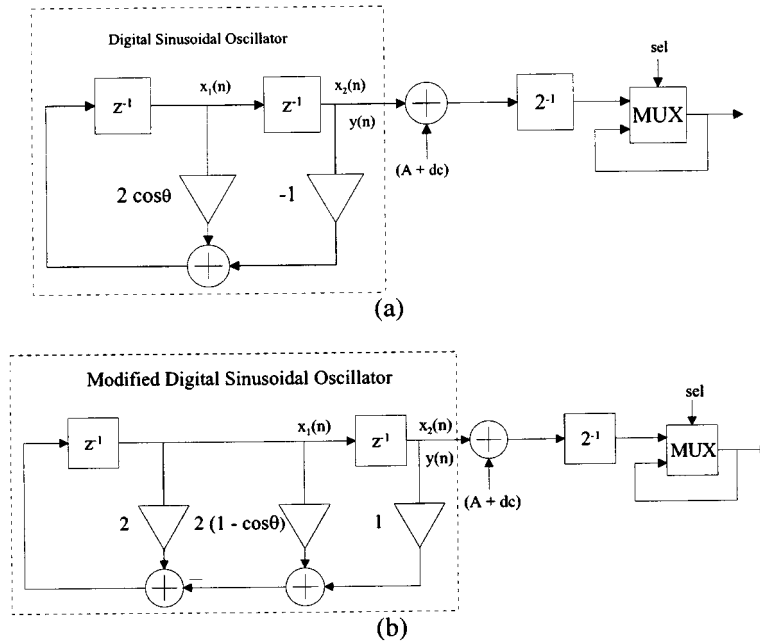 Digital Sinusoidal Oscillator
sel
x₁(n)
x₂(n)
z⁻¹
z⁻¹
y(n)
2⁻¹
MUX
(A + dc)
2 cosθ
-1
(a)
Modified Digital Sinusoidal Oscillator
sel
x₁(n)
x₂(n)
z⁻¹
z⁻¹
y(n)
2⁻¹
MUX
(A + dc)
2
2 (1 - cosθ)
1
(b)